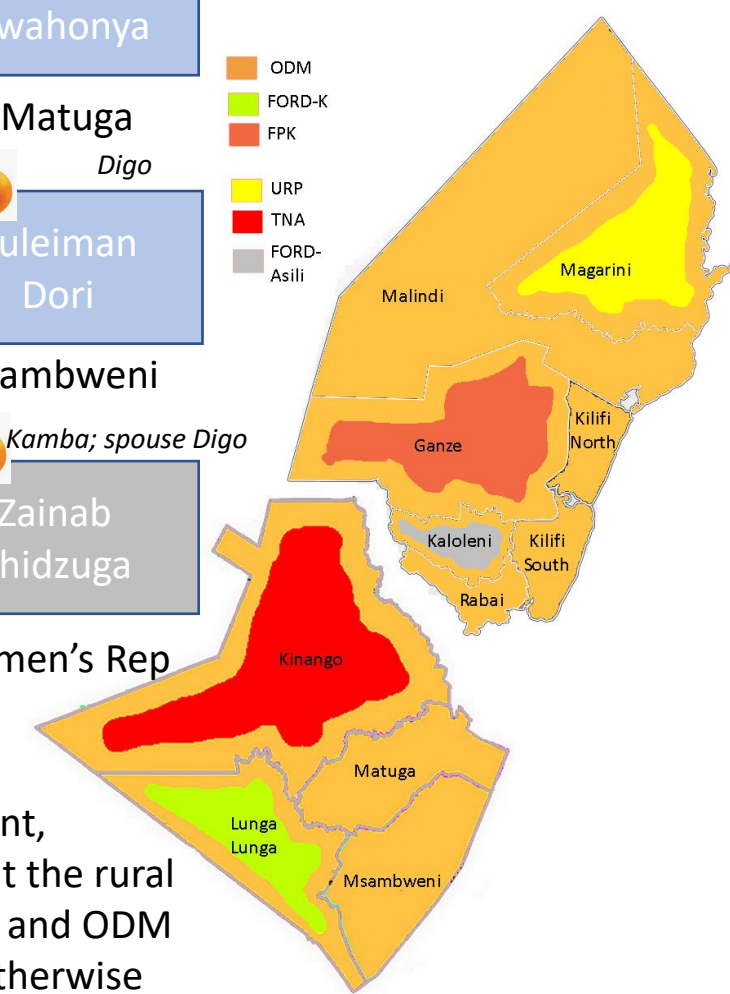 wahonya
Matuga
Digo
uleiman
Dori
ambweni
Kamba; spouse Digo
Zainab
hidzuga
men's Rep
nt,
t the rural
and ODM
therwise
ODM
FORD-K
FPK
URP
TNA
FORD-
Asili
Magarini
Malindi
Kilifi
North
Ganze
Kaloleni
Kilifi
South
Rabai
Kinango
Matuga
Lunga
Lunga
Msambweni